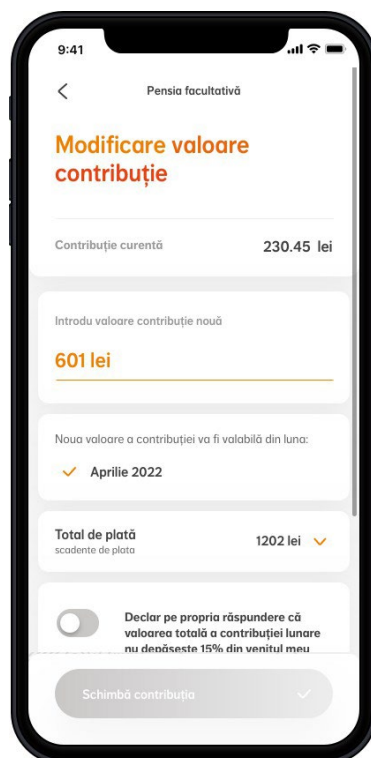 9:41
Pensia facultativă
Modificare valoare
contribuție
Contribuție curentă 230.45 lei
Introdu valoare contribuție nouă
601 lei
Noua valoare a contribuției va fi valabilă din luna:
Aprilie 2022
Total de plată 1202 lei
scadente de plata
Declar pe propria răspundere că
valoarea totală a contribuției lunare
nu depășește 15% din venitul meu
Schimbă contribuția